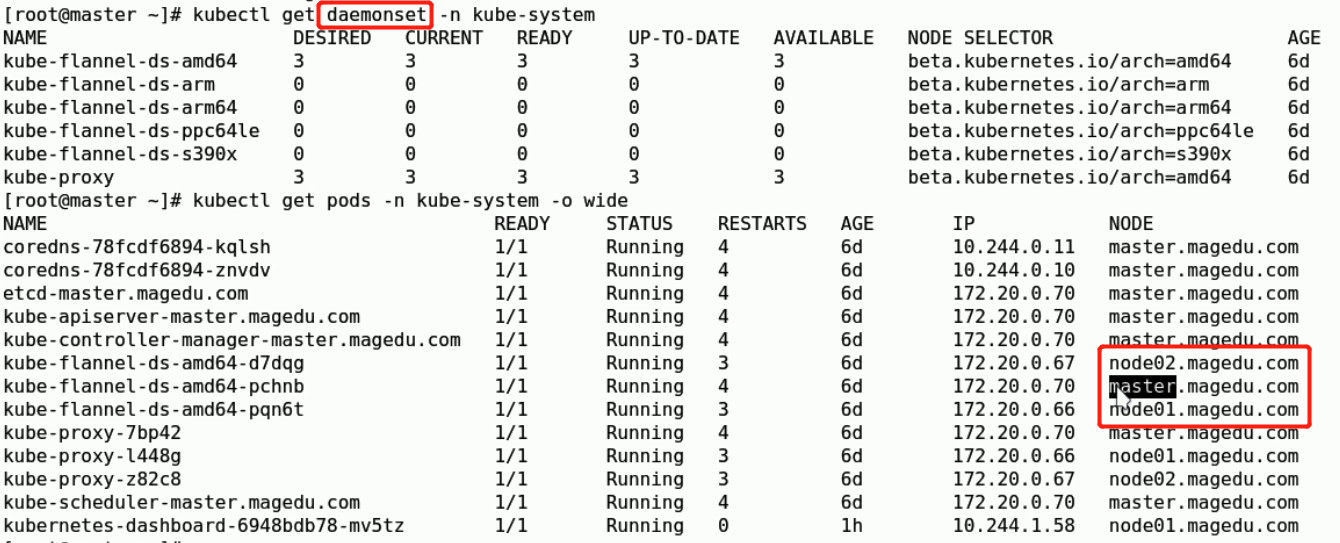 [root@master ~]# kubectl get daemonset -n kube-system
NAME DESIRED CURRENT READY UP-TO-DATE AVAILABLE NODE SELECTOR AGE
kube-flannel-ds-amd64 3 3 3 3 3 beta.kubernetes.io/arch=amd64 6d
kube-flannel-ds-arm 0 0 0 0 0 beta.kubernetes.io/arch=arm 6d
kube-flannel-ds-arm64 0 0 0 0 0 beta.kubernetes.io/arch=arm64 6d
kube-flannel-ds-ppc64le 0 0 0 0 0 beta.kubernetes.io/arch=ppc64le 6d
kube-flannel-ds-s390x 0 0 0 0 0 beta.kubernetes.io/arch=s390x 6d
kube-proxy 3 3 3 3 3 beta.kubernetes.io/arch=amd64 6d
[root@master ~]# kubectl get pods -n kube-system -o wide
NAME READY STATUS RESTARTS AGE IP NODE
coredns-78fcdf6894-kqlsh 1/1 Running 4 6d 10.244.0.11 master.magedu.com
coredns-78fcdf6894-znvdv 1/1 Running 4 6d 10.244.0.10 master.magedu.com
etcd-master.magedu.com 1/1 Running 4 6d 172.20.0.70 master.magedu.com
kube-apiserver-master.magedu.com 1/1 Running 4 6d 172.20.0.70 master.magedu.com
kube-controller-manager-master.magedu.com 1/1 Running 4 6d 172.20.0.70 master.magedu.com
kube-flannel-ds-amd64-d7dqg 1/1 Running 3 6d 172.20.0.67 node02.magedu.com
kube-flannel-ds-amd64-pchnb 1/1 Running 4 6d 172.20.0.70 master.magedu.com
kube-flannel-ds-amd64-pqn6t 1/1 Running 3 6d 172.20.0.66 node01.magedu.com
kube-proxy-7bp42 1/1 Running 4 6d 172.20.0.70 master.magedu.com
kube-proxy-l448g 1/1 Running 3 6d 172.20.0.66 node01.magedu.com
kube-proxy-z82c8 1/1 Running 3 6d 172.20.0.67 node02.magedu.com
kube-scheduler-master.magedu.com 1/1 Running 4 6d 172.20.0.70 master.magedu.com
kubernetes-dashboard-6948bdb78-mv5tz 1/1 Running 0 1h 10.244.1.58 node01.magedu.com